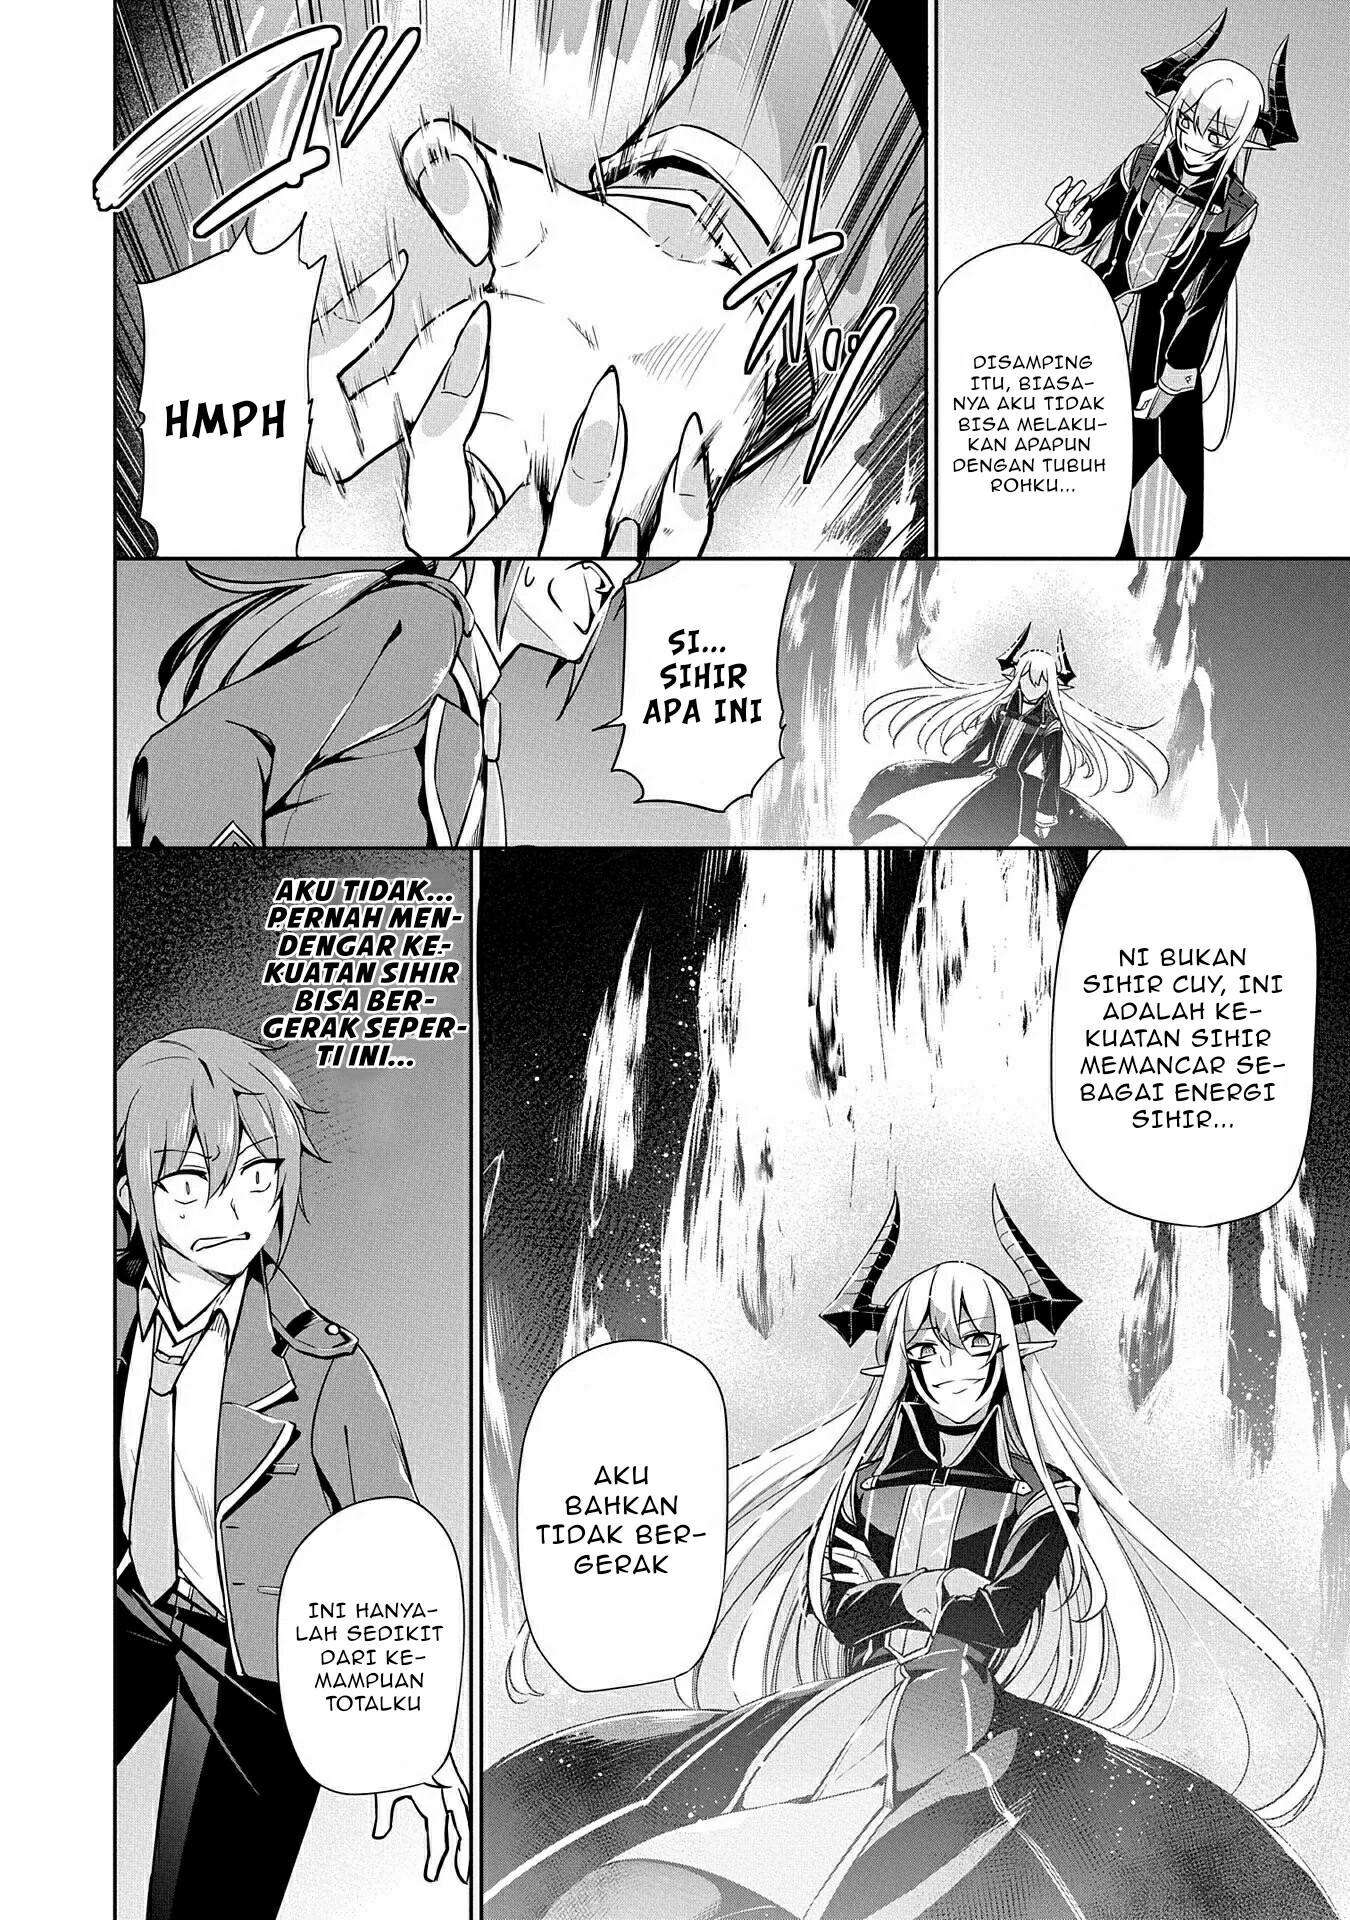 DISAMPING
ITU, BIASA-
NYA AKU TIDAK
BISA MELAKU-
KAN APAPUN
DENGAN TUBUH
ROHKU...
HMPH
SI...
SIHIR
APA INI
NI BUKAN
SIHIR CUY, INI
ADALAH KE-
KUATAN SIHIR
MEMANCAR SE-
BAGAI ENERGI
SIHIR...
AKU
BAHKAN
TIDAK BER-
GERAK
AKU TIDAK...
PERNAH MEN-
DENGAR KE-
KUATAN SIHIR
BISA BER-
GERAK SEPER-
TI INI...
INI HANYA-
LAH SEDIKIT
DARI KE-
MAMPUAN
TOTALKU